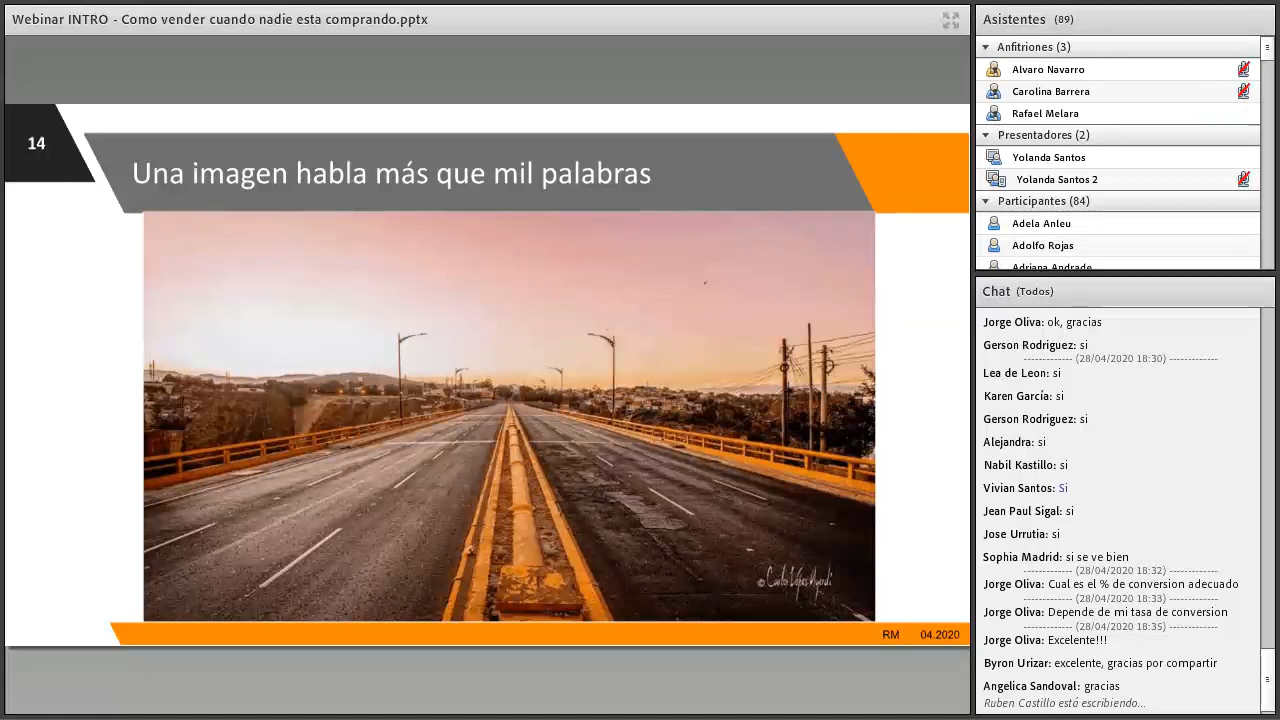 Webinar INTRO - Como vender cuando nadie esta comprando.pptx
14
Una imagen habla más que mil palabras
RM 04.2020
Asistentes (89)
Anfitriones (3)
Alvaro Navarro
Carolina Barrera
Rafael Melara
Presentadores (2)
Yolanda Santos
Yolanda Santos 2
Participantes (84)
Adela Anleu
Adolfo Rojas
Adriana Andrade
Chat (Todos)
Jorge Oliva: ok, gracias
Gerson Rodriguez: si
------------- (28/04/2020 18:30) -------------
Lea de Leon: si
Karen García: si
Gerson Rodriguez: si
Alejandra: si
Nabil Kastillo: si
Vivian Santos: Si
Jean Paul Sigal: si
Jose Urrutia: si
Sophia Madrid: si se ve bien
------------- (28/04/2020 18:32) -------------
Jorge Oliva: Cual es el % de conversion adecuado
------------- (28/04/2020 18:33) -------------
Jorge Oliva: Depende de mi tasa de conversion
------------- (28/04/2020 18:35) -------------
Jorge Oliva: Excelente!!!
Byron Urizar: excelente, gracias por compartir
Angelica Sandoval: gracias
Ruben Castillo está escribiendo...